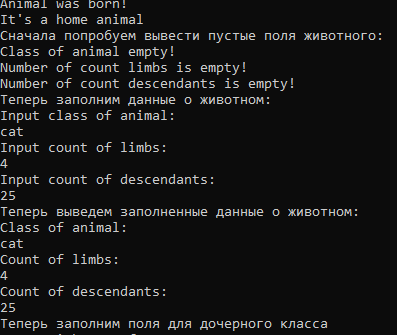 Animal was born!
It's a home animal
Сначала попробуем вывести пустые поля животного:
Class of animal empty!
Number of count limbs is empty!
Number of count descendants is empty!
Теперь заполним данные о животном:
Input class of animal:
cat
Input count of limbs:
4
Input count of descendants:
25
Теперь выведем заполненные данные о животном:
Class of animal:
cat
Count of limbs:
4
Count of descendants:
25
Теперь заполним поля для дочернего класса